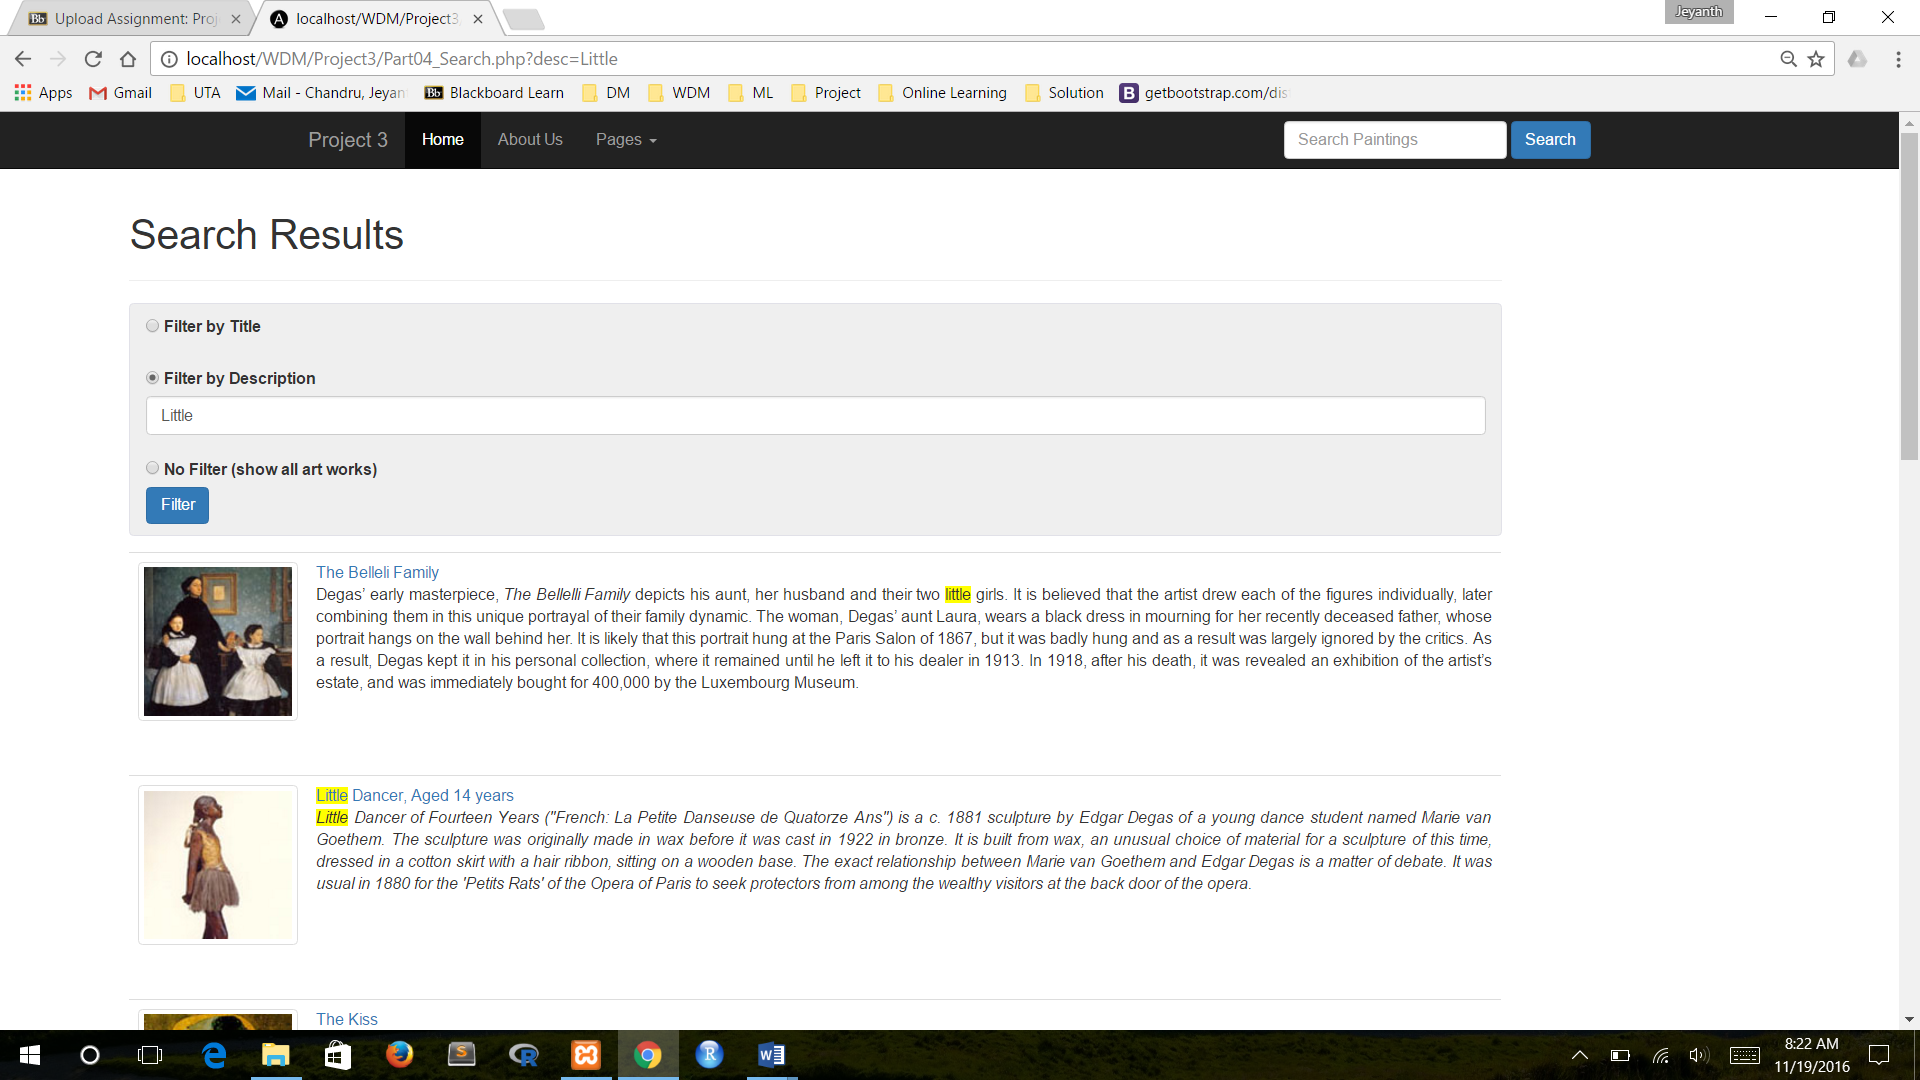 Upload Assignment: Proj
localhost/WDM/Project3
Jeyanth
localhost/WDM/Project3/Part04_Search.php?desc=Little
Apps Gmail UTA Mail - Chandru, Jeyan Bb Blackboard Learn DM WDM ML Project Online Learning Solution B getbootstrap.com/dis
Project 3 Home About Us Pages Search Paintings Search
Search Results
Filter by Title
Filter by Description
Little
No Filter (show all art works)
Filter
The Belleli Family
Degas’ early masterpiece, The Bellelli Family depicts his aunt, her husband and their two little girls. It is believed that the artist drew each of the figures individually, later
combining them in this unique portrayal of their family dynamic. The woman, Degas’ aunt Laura, wears a black dress in mourning for her recently deceased father, whose
portrait hangs on the wall behind her. It is likely that this portrait hung at the Paris Salon of 1867, but it was badly hung and as a result was largely ignored by the critics. As
a result, Degas kept it in his personal collection, where it remained until he left it to his dealer in 1913. In 1918, after his death, it was revealed an exhibition of the artist’s
estate, and was immediately bought for 400,000 by the Luxembourg Museum.
Little Dancer, Aged 14 years
Little Dancer of Fourteen Years ("French: La Petite Danseuse de Quatorze Ans") is a c. 1881 sculpture by Edgar Degas of a young dance student named Marie van
Goethem. The sculpture was originally made in wax before it was cast in 1922 in bronze. It is built from wax, an unusual choice of material for a sculpture of this time,
dressed in a cotton skirt with a hair ribbon, sitting on a wooden base. The exact relationship between Marie van Goethem and Edgar Degas is a matter of debate. It was
usual in 1880 for the 'Petits Rats' of the Opera of Paris to seek protectors from among the wealthy visitors at the back door of the opera.
The Kiss
8:22 AM
11/19/2016